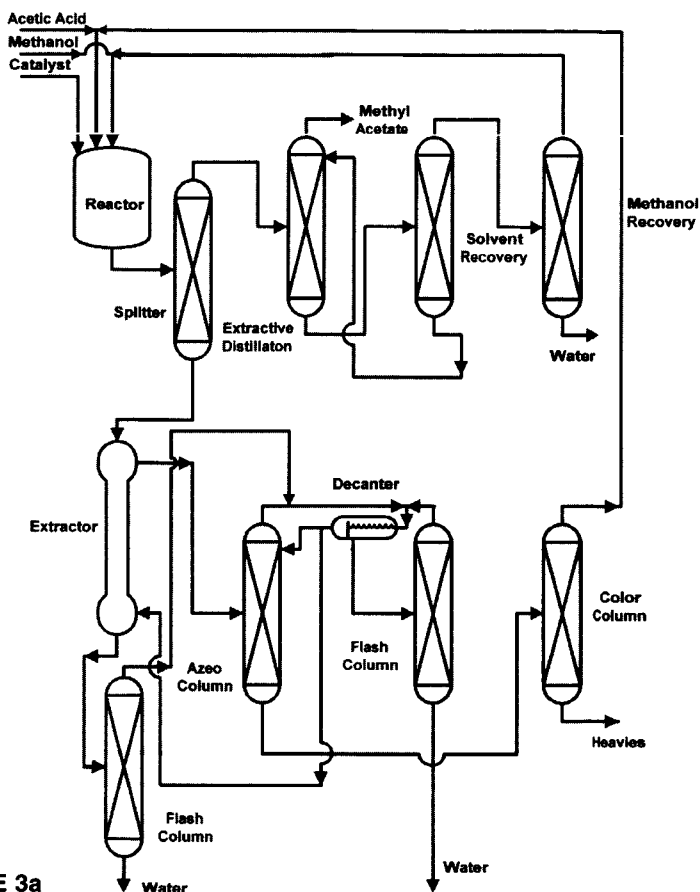 Acetic Acid
Methanol
Catalyst
Methyl
Acetate
Reactor
Methanol
Recovery
Solvent
Recovery
Splitter
Extractive
Distillaton
Water
Decanter
Extractor
Color
Column
Azeo
Column
Flash
Column
Heavies
Flash
Column
Water
Water
E 3a